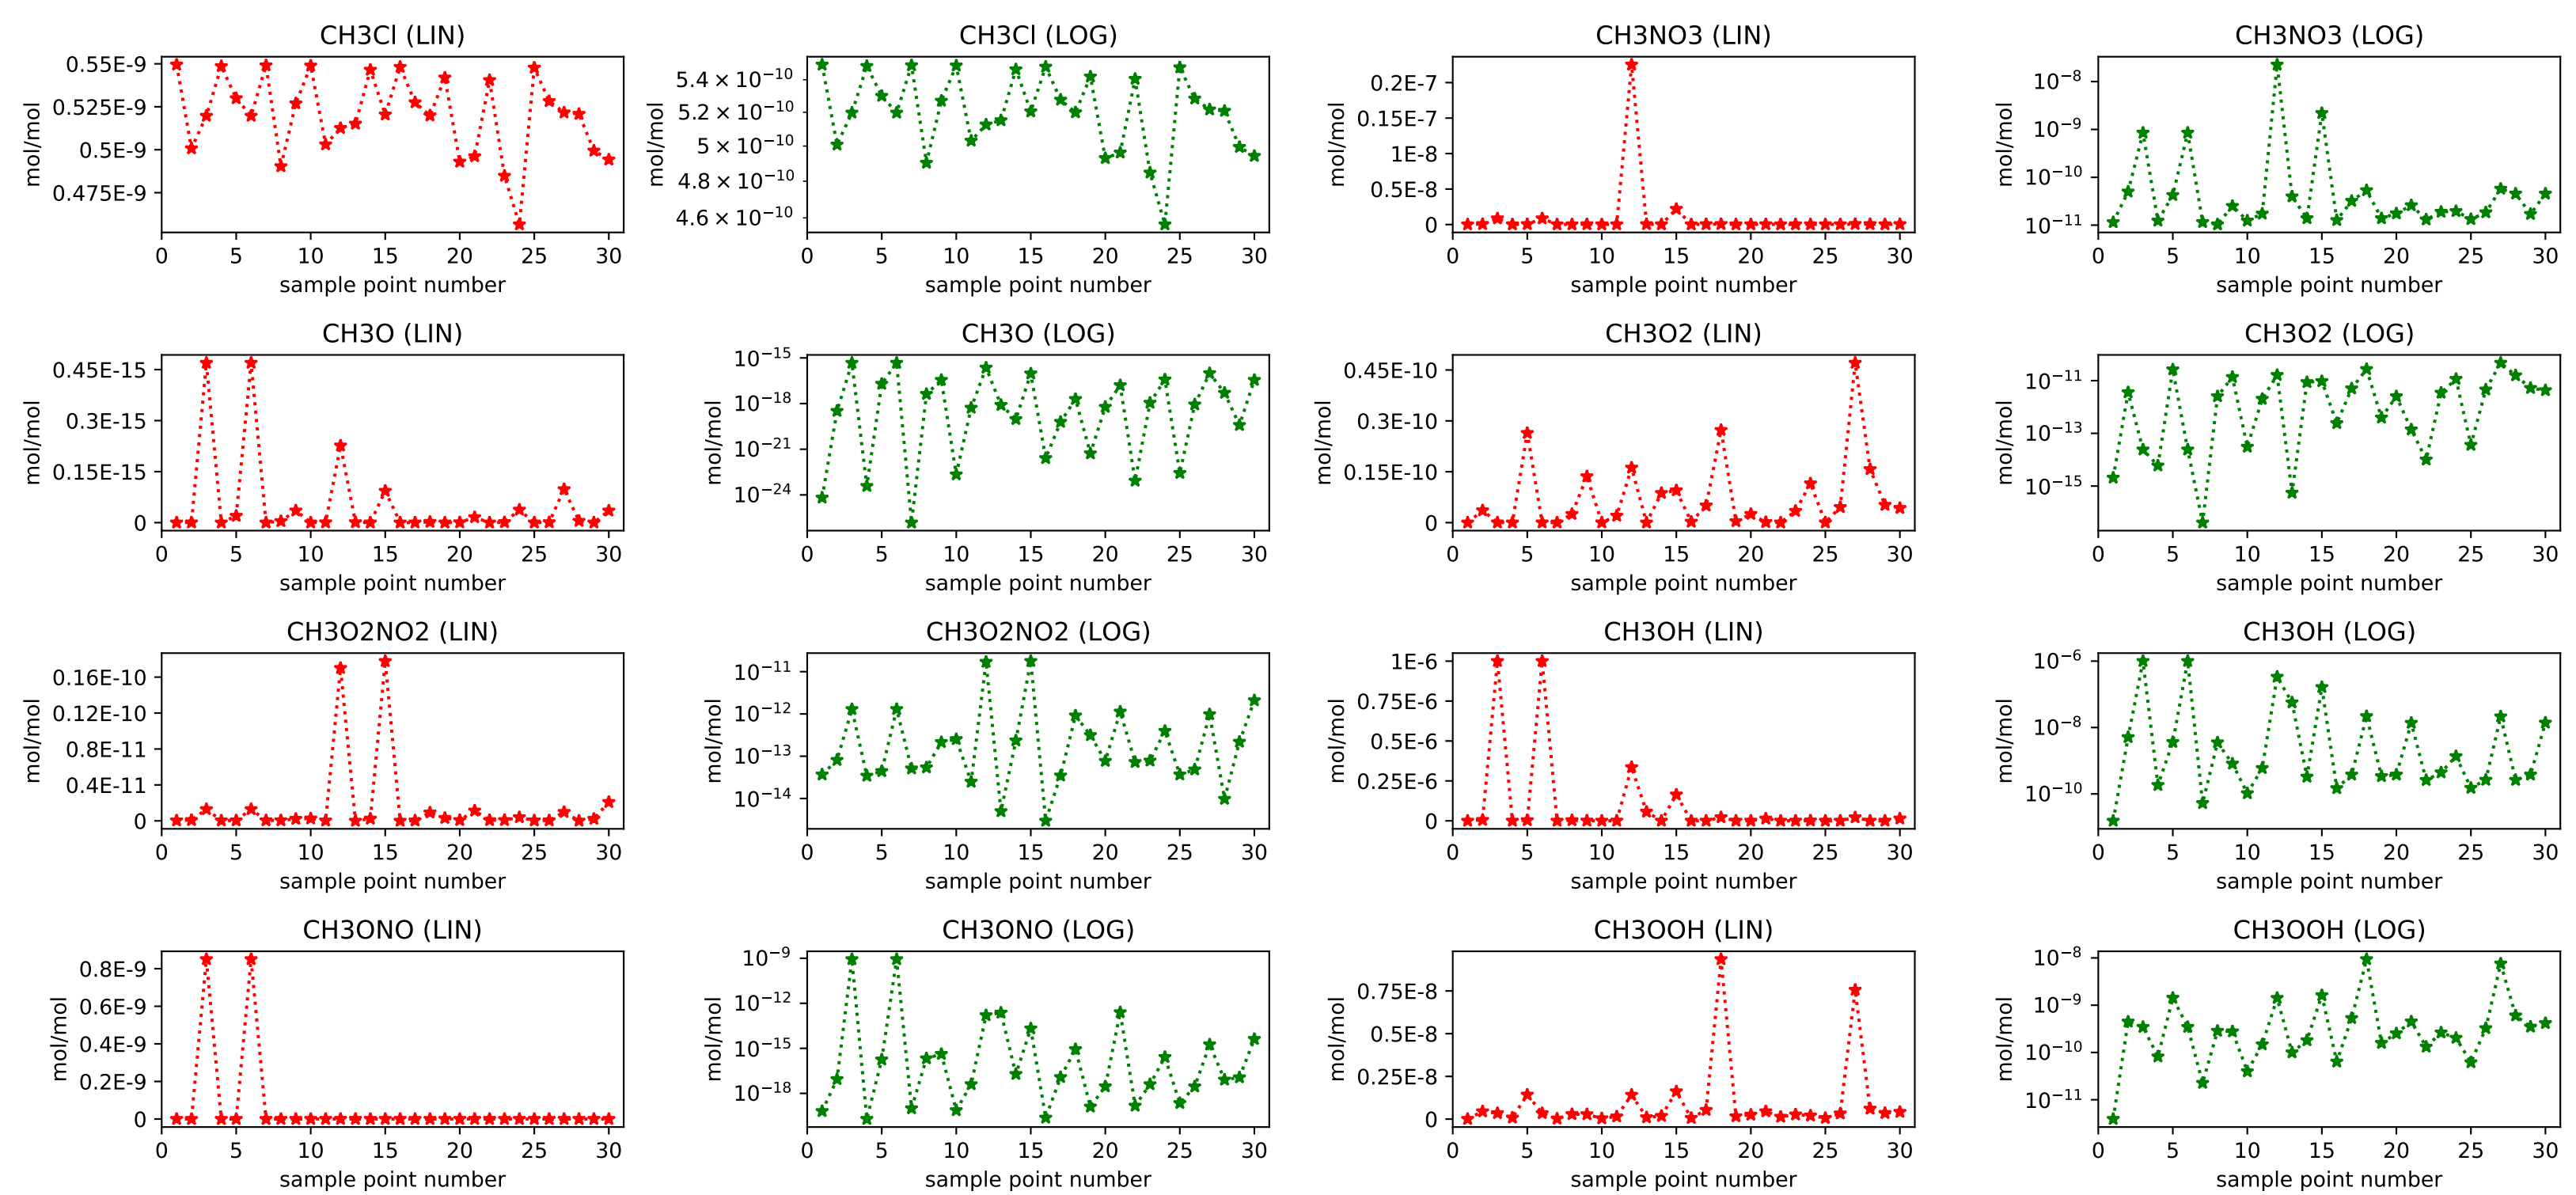 CH3Cl (LIN)
0.55E-9
0.525E-9
0.5E-9
0.475E-9
mol/mol
0 5 10 15 20 25 30
sample point number
CH3Cl (LOG)
5.4 × 10⁻¹⁰
5.2 × 10⁻¹⁰
5 × 10⁻¹⁰
4.8 × 10⁻¹⁰
4.6 × 10⁻¹⁰
mol/mol
0 5 10 15 20 25 30
sample point number
CH3NO3 (LIN)
0.2E-7
0.15E-7
1E-8
0.5E-8
0
mol/mol
0 5 10 15 20 25 30
sample point number
CH3NO3 (LOG)
10⁻⁸
10⁻⁹
10⁻¹⁰
10⁻¹¹
mol/mol
0 5 10 15 20 25 30
sample point number
CH3O (LIN)
0.45E-15
0.3E-15
0.15E-15
0
mol/mol
0 5 10 15 20 25 30
sample point number
CH3O (LOG)
10⁻¹⁵
10⁻¹⁸
10⁻²¹
10⁻²⁴
mol/mol
0 5 10 15 20 25 30
sample point number
CH3O2 (LIN)
0.45E-10
0.3E-10
0.15E-10
0
mol/mol
0 5 10 15 20 25 30
sample point number
CH3O2 (LOG)
10⁻¹¹
10⁻¹³
10⁻¹⁵
mol/mol
0 5 10 15 20 25 30
sample point number
CH3O2NO2 (LIN)
0.16E-10
0.12E-10
0.8E-11
0.4E-11
0
mol/mol
0 5 10 15 20 25 30
sample point number
CH3O2NO2 (LOG)
10⁻¹¹
10⁻¹²
10⁻¹³
10⁻¹⁴
mol/mol
0 5 10 15 20 25 30
sample point number
CH3OH (LIN)
1E-6
0.75E-6
0.5E-6
0.25E-6
0
mol/mol
0 5 10 15 20 25 30
sample point number
CH3OH (LOG)
10⁻⁶
10⁻⁸
10⁻¹⁰
mol/mol
0 5 10 15 20 25 30
sample point number
CH3ONO (LIN)
0.8E-9
0.6E-9
0.4E-9
0.2E-9
0
mol/mol
0 5 10 15 20 25 30
sample point number
CH3ONO (LOG)
10⁻⁹
10⁻¹²
10⁻¹⁵
10⁻¹⁸
mol/mol
0 5 10 15 20 25 30
sample point number
CH3OOH (LIN)
0.75E-8
0.5E-8
0.25E-8
0
mol/mol
0 5 10 15 20 25 30
sample point number
CH3OOH (LOG)
10⁻⁸
10⁻⁹
10⁻¹⁰
10⁻¹¹
mol/mol
0 5 10 15 20 25 30
sample point number